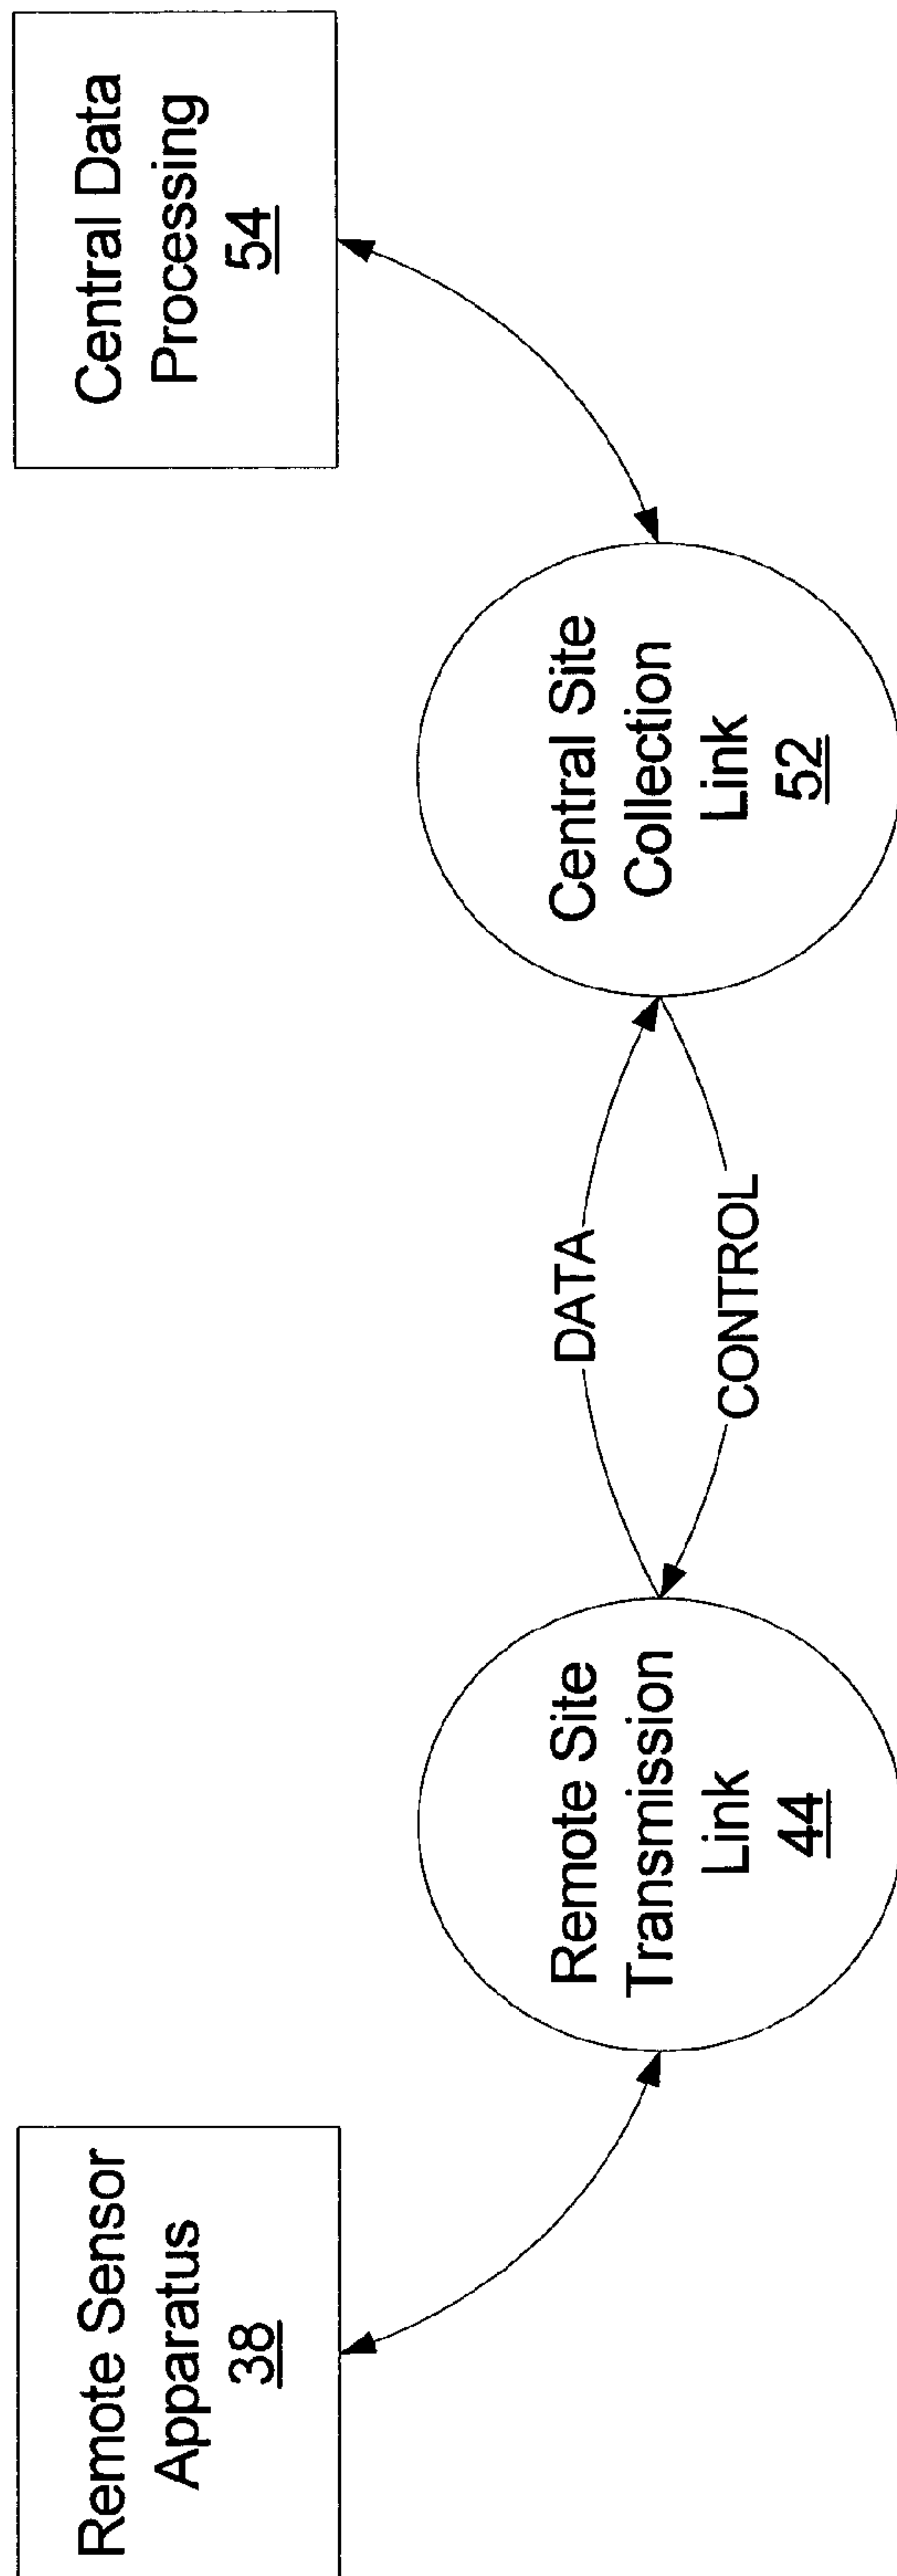 Remote Sensor
Apparatus
38
Remote Site
Transmission
Link
44
DATA
CONTROL
Central Site
Collection
Link
52
Central Data
Processing
54